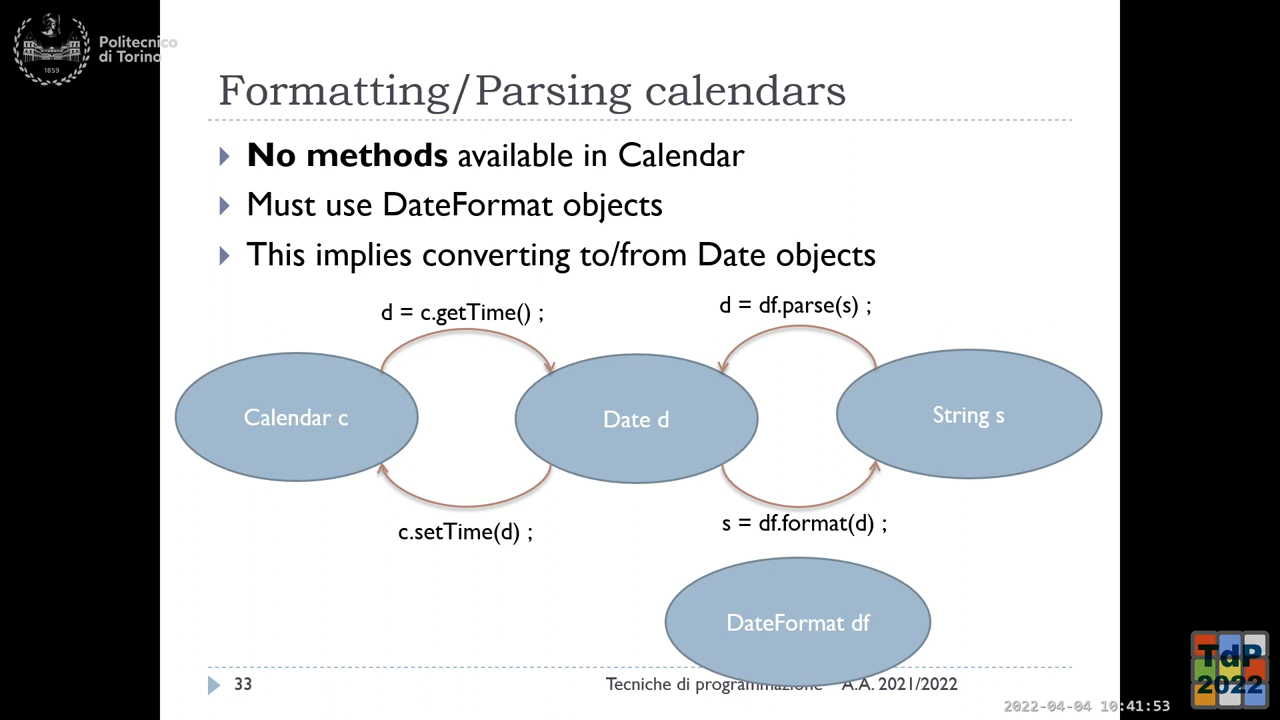 Politecnico
di Torino
1859
Formatting/Parsing calendars
No methods available in Calendar
Must use DateFormat objects
This implies converting to/from Date objects
d = c.getTime() ;
d = df.parse(s) ;
Calendar c
Date d
String s
c.setTime(d) ;
s = df.format(d) ;
DateFormat df
33
Tecniche di programmazione A.A. 2021/2022
TdP
2022
2022-04-04 10:41:53